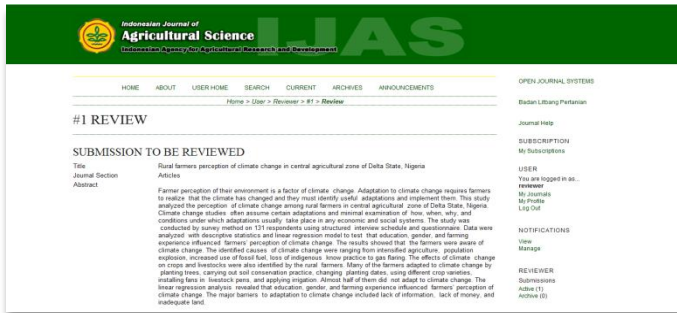 Indonesian Journal of
Agricultural Science
Indonesian Agency for Agricultural Research and Development
IJAS
HOME ABOUT USER HOME SEARCH CURRENT ARCHIVES ANNOUNCEMENTS
Home > User > Reviewer > #1 > Review
#1 REVIEW
SUBMISSION TO BE REVIEWED
Title Rural farmers perception of climate change in central agricultural zone of Delta State, Nigeria
Journal Section Articles
Abstract
Farmer perception of their environment is a factor of climate change. Adaptation to climate change requires farmers
to realize that the climate has changed and they must identify useful adaptations and implement them. This study
analyzed the perception of climate change among rural farmers in central agricultural zone of Delta State, Nigeria.
Climate change studies often assume certain adaptations and minimal examination of how, when, why, and
conditions under which adaptations usually take place in any economic and social systems. The study was
conducted by survey method on 131 respondents using structured interview schedule and questionnaire. Data were
analyzed with descriptive statistics and linear regression model to test that education, gender, and farming
experience influenced farmers' perception of climate change. The results showed that the farmers were aware of
climate change. The identified causes of climate change were ranging from intensified agriculture, population
explosion, increased use of fossil fuel, loss of indigenous know practice to gas flaring. The effects of climate change
on crops and livestocks were also identified by the rural farmers. Many of the farmers adapted to climate change by
planting trees, carrying out soil consenation practice, changing planting dates, using different crop varieties,
installing fans in livestock pens, and applying irrigation. Almost half of them did not adapt to climate change. The
linear regression analysis revealed that education, gender, and farming experience influenced farmers' perception of
climate change. The major barriers to adaptation to climate change included lack of information, lack of money, and
inadequate land.
OPEN JOURNAL SYSTEMS
Badan Litbang Pertanian
Journal Help
SUBSCRIPTION
My Subscriptions
USER
You are logged in as...
reviewer
My Journals
My Profile
Log Out
NOTIFICATIONS
View
Manage
REVIEWER
Submissions
Active (1)
Archive (0)